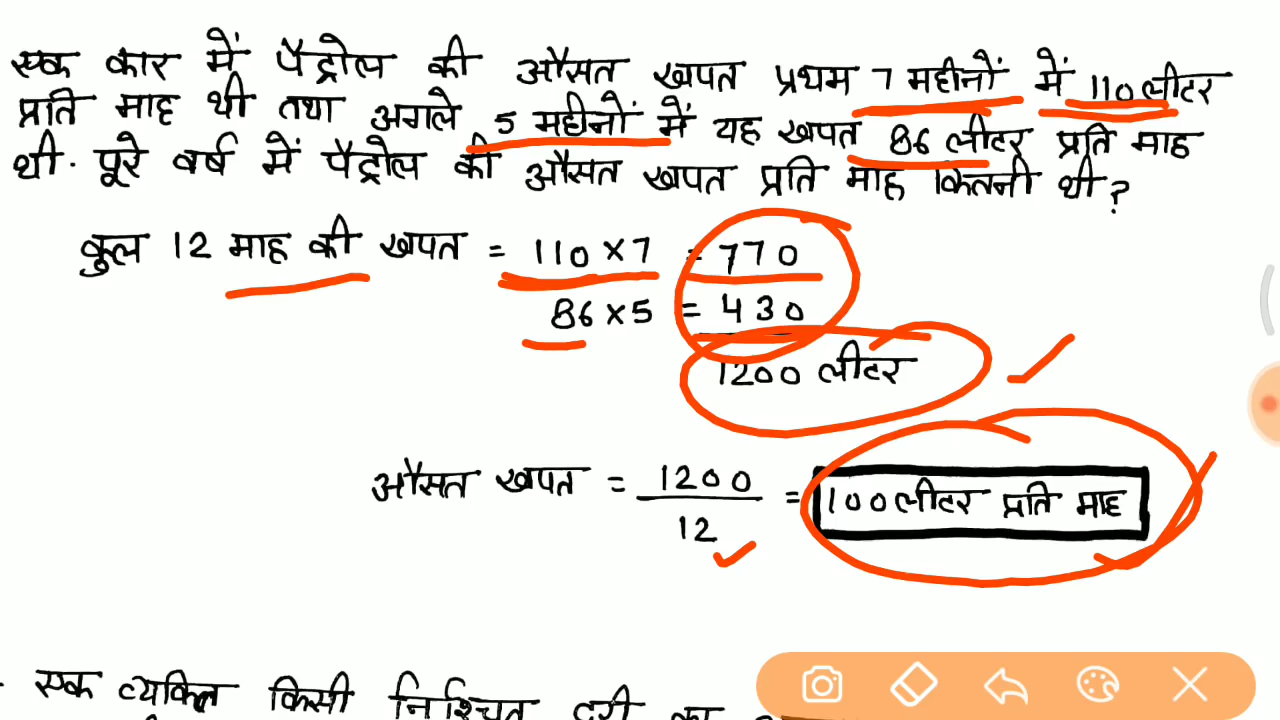 एक कार में पैट्रोल की औसत खपत प्रथम 7 महीनों में 110 लीटर
प्रति माह थी तथा अगले 5 महीनों में यह खपत 86 लीटर प्रति माह
थी. पूरे वर्ष में पैट्रोल की औसत खपत प्रति माह कितनी थी?
कुल 12 माह की खपत = 110 × 7 = 770
86 × 5 = 430
1200 लीटर
औसत खपत = 1200 / 12 = 100 लीटर प्रति माह
एक व्यक्ति किसी निश्चित दूरी का